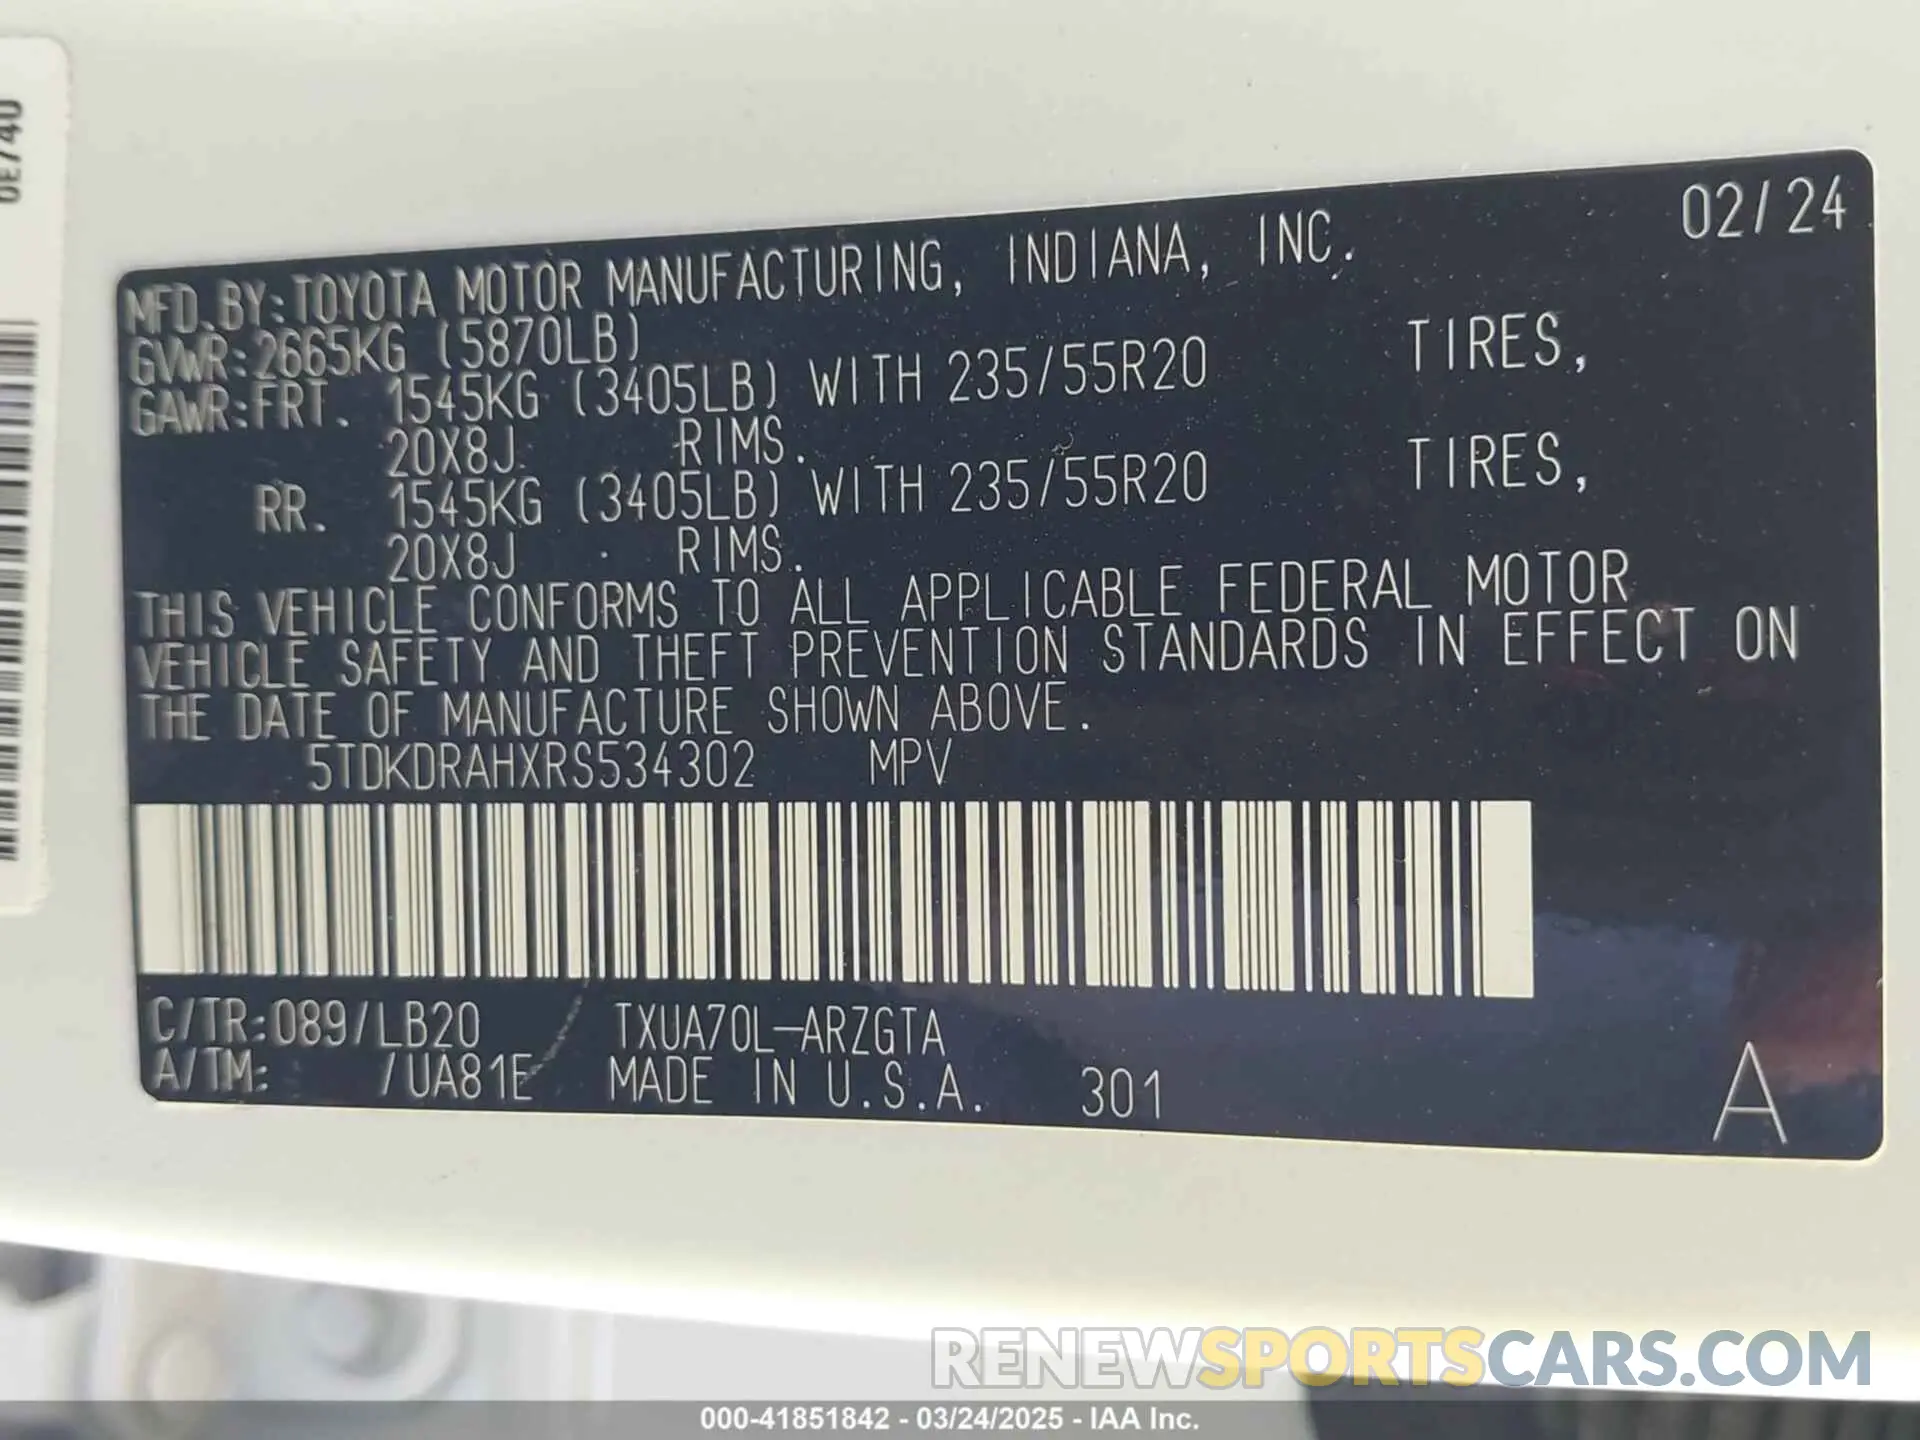 02/24
MFD.BY:TOYOTA MOTOR MANUFACTURING, INDIANA, INC.
GVWR:2665KG (5870LB)
GAWR:FRT. 1545KG (3405LB) WITH 235/55R20 TIRES,
20X8J RIMS.
RR. 1545KG (3405LB) WITH 235/55R20 TIRES,
20X8J RIMS.
THIS VEHICLE CONFORMS TO ALL APPLICABLE FEDERAL MOTOR
VEHICLE SAFETY AND THEFT PREVENTION STANDARDS IN EFFECT ON
THE DATE OF MANUFACTURE SHOWN ABOVE.
5TDKDRAHXRS534302 MPV
C/TR:089/LB20 TXUA70L-ARZGTA
A/TM: /UA81E MADE IN U.S.A. 301
A
RENEWSPORTSCARS.COM
000-41851842 - 03/24/2025 - IAA Inc.